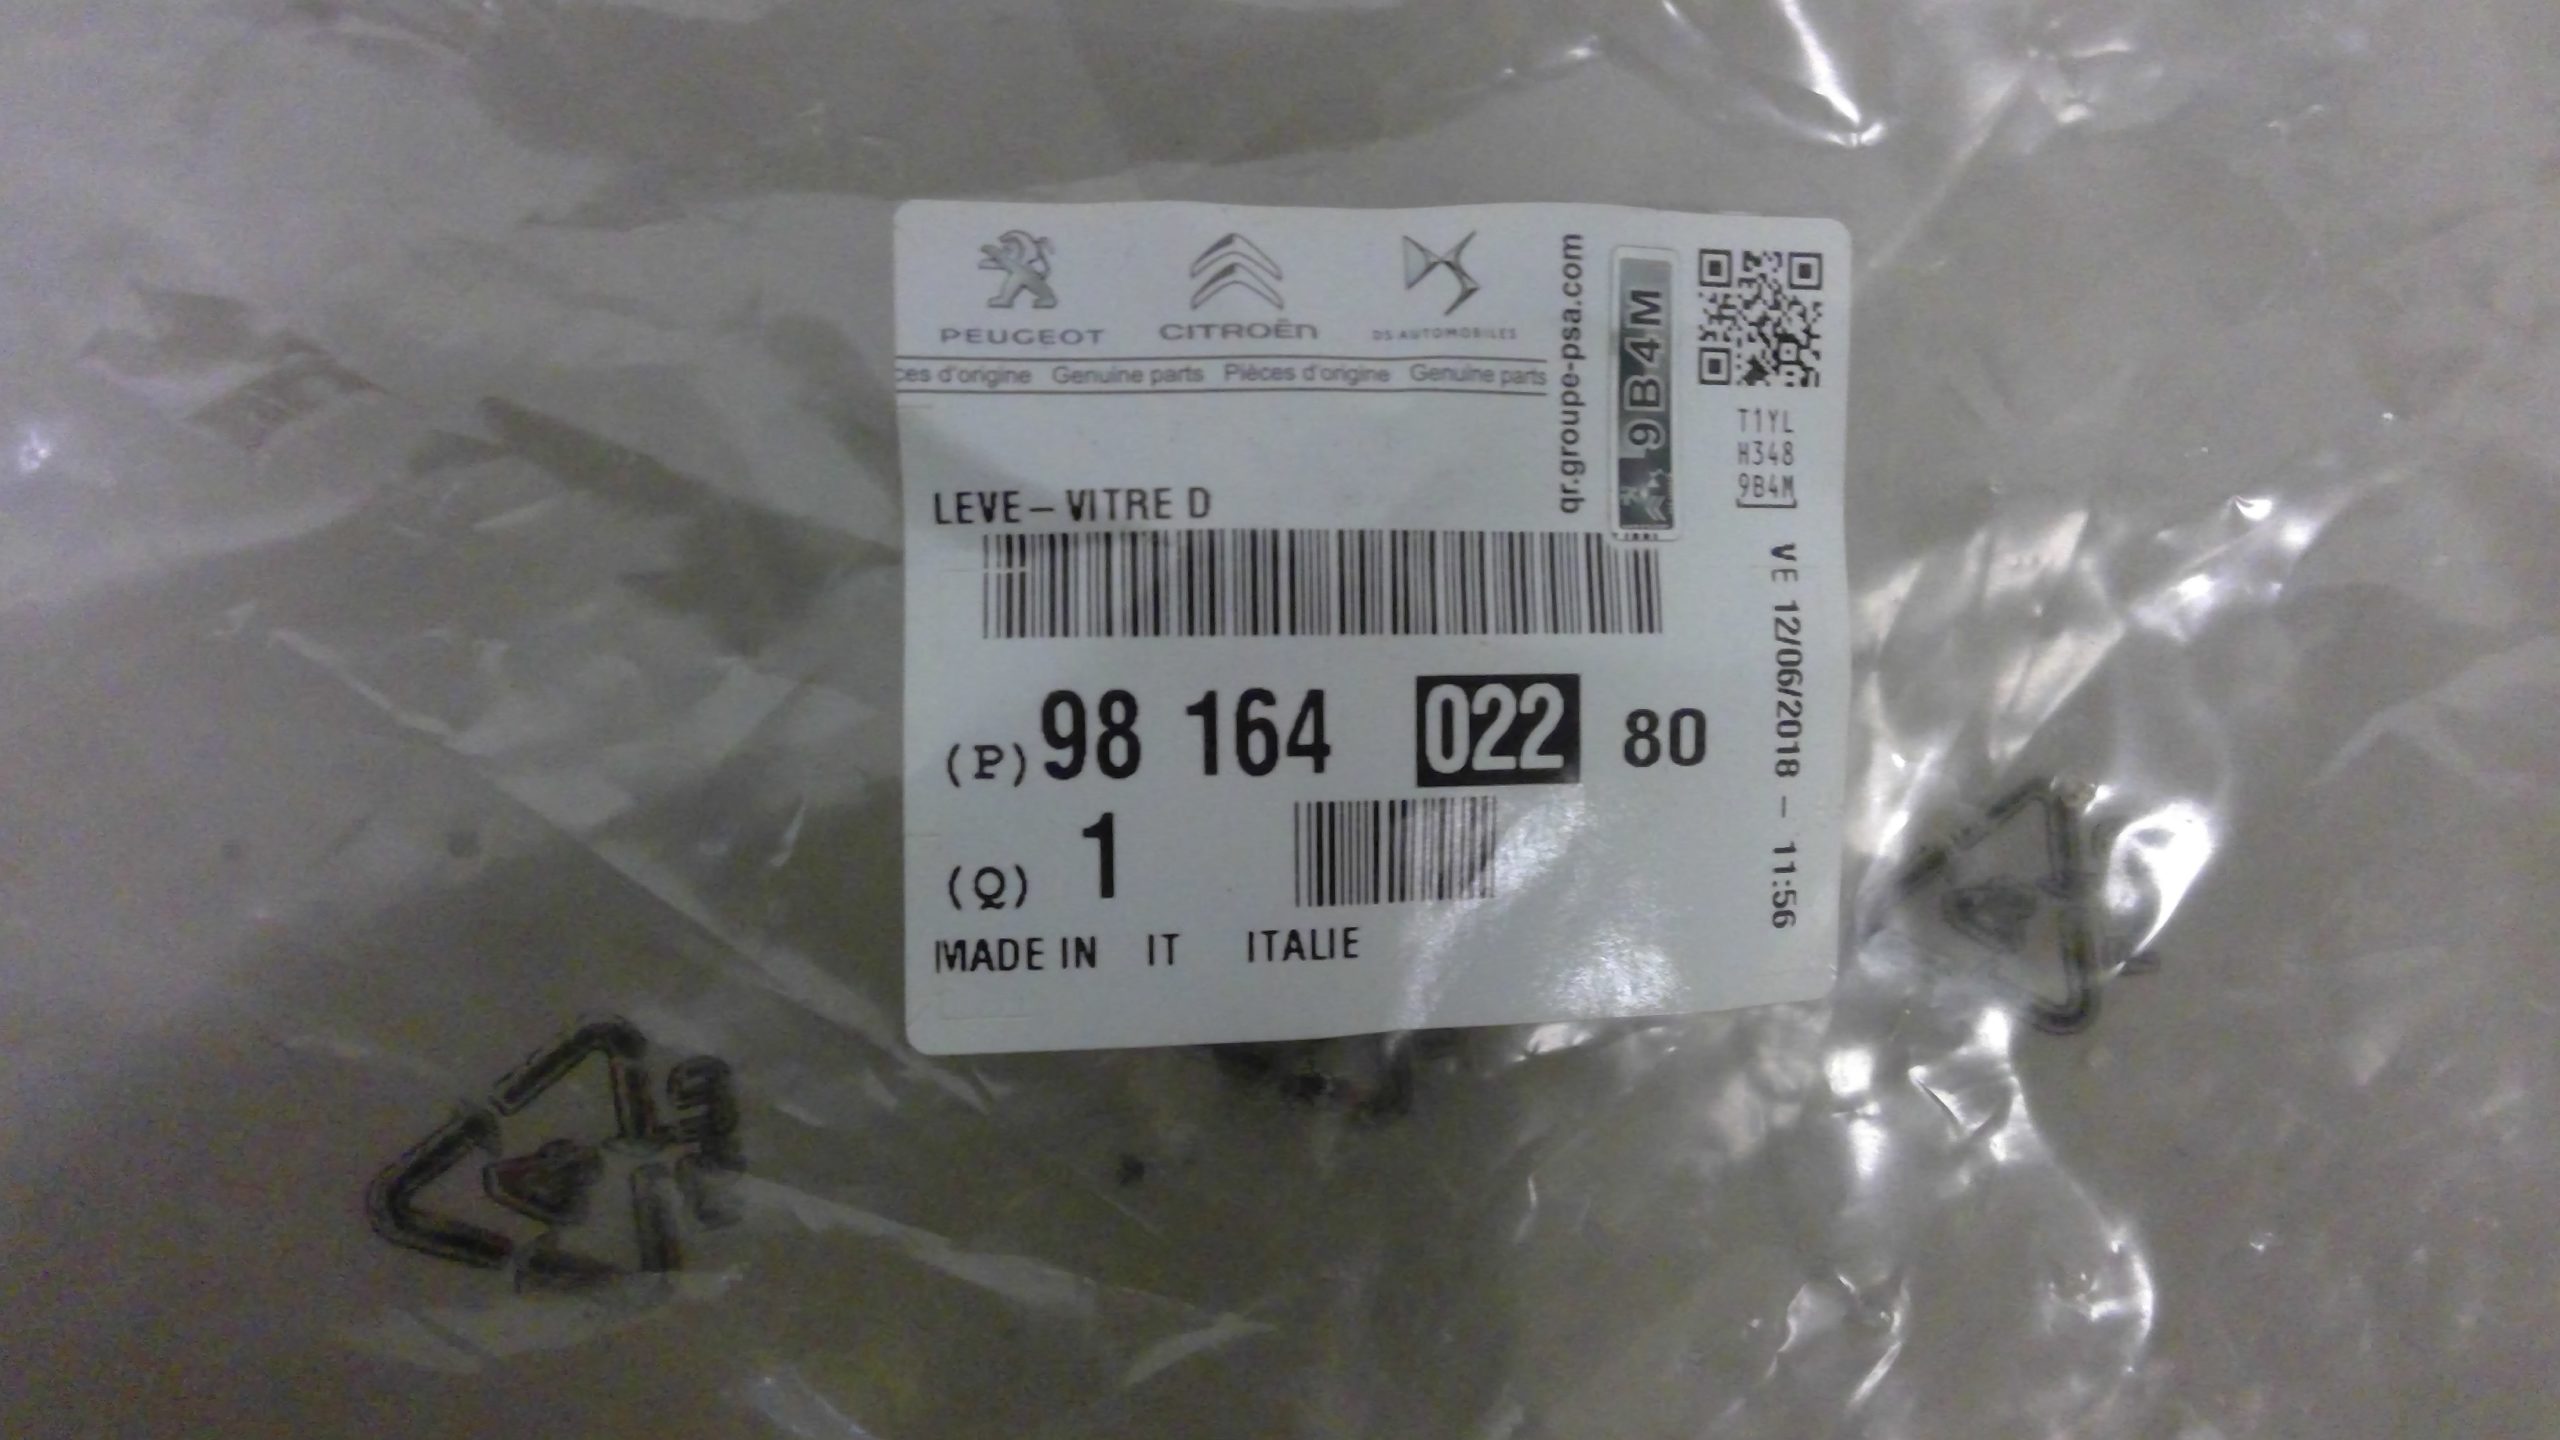 PEUGEOT
CITROËN
DS AUTOMOBILES
ces d'origine Genuine parts Pièces d'origine Genuine parts
qr.groupe-psa.com
9B4M
T1YL
H348
9B4M
LEVE-VITRE D
(P) 98 164 022 80
(Q) 1
MADE IN IT ITALIE
VE 12/06/2018 - 11:56